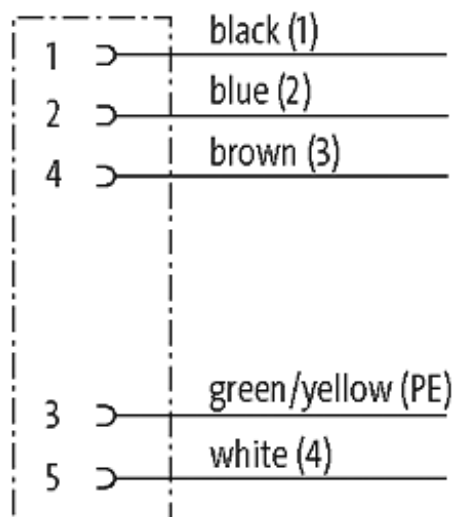 1 black (1)
2 blue (2)
4 brown (3)
3 green/yellow (PE)
5 white (4)